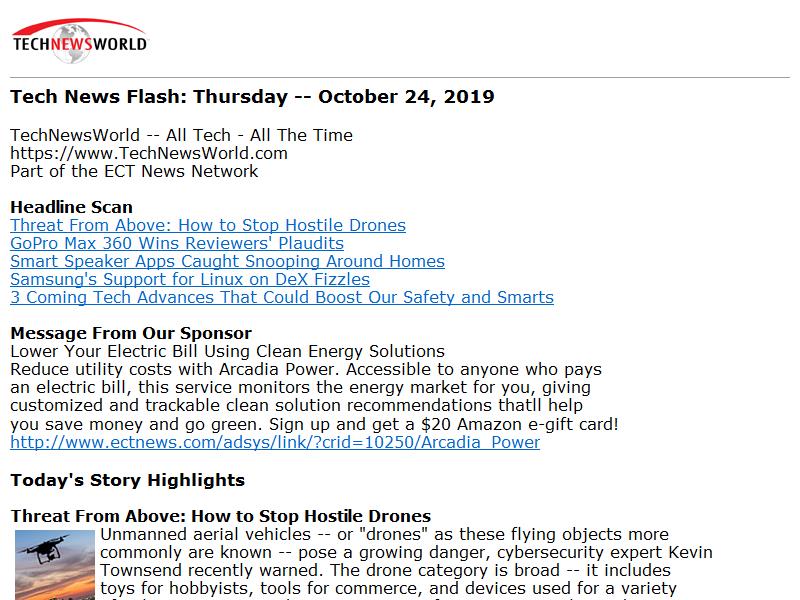 TECHNEWSWORLD
Tech News Flash: Thursday -- October 24, 2019
TechNewsWorld -- All Tech - All The Time
https://www.TechNewsWorld.com
Part of the ECT News Network
Headline Scan
Threat From Above: How to Stop Hostile Drones
GoPro Max 360 Wins Reviewers' Plaudits
Smart Speaker Apps Caught Snooping Around Homes
Samsung's Support for Linux on DeX Fizzles
3 Coming Tech Advances That Could Boost Our Safety and Smarts
Message From Our Sponsor
Lower Your Electric Bill Using Clean Energy Solutions
Reduce utility costs with Arcadia Power. Accessible to anyone who pays
an electric bill, this service monitors the energy market for you, giving
customized and trackable clean solution recommendations thatll help
you save money and go green. Sign up and get a $20 Amazon e-gift card!
http://www.ectnews.com/adsys/link/?crid=10250/Arcadia_Power
Today's Story Highlights
Threat From Above: How to Stop Hostile Drones
Unmanned aerial vehicles -- or "drones" as these flying objects more
commonly are known -- pose a growing danger, cybersecurity expert Kevin
Townsend recently warned. The drone category is broad -- it includes
toys for hobbyists, tools for commerce, and devices used for a variety